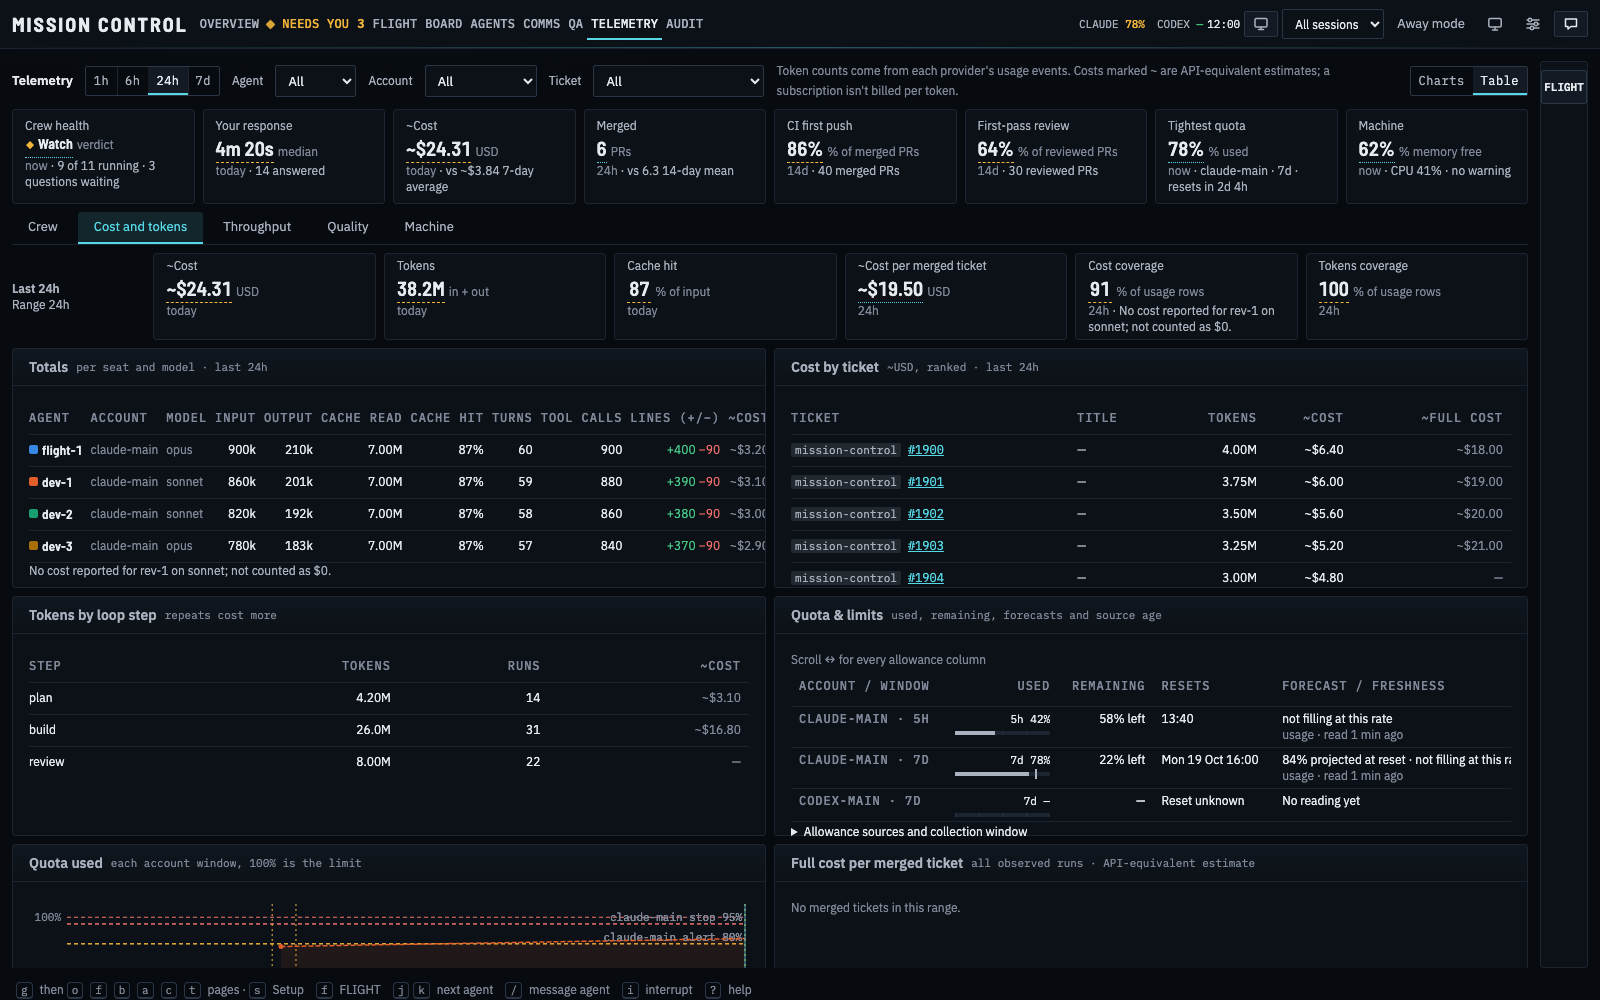 MISSION CONTROL OVERVIEW ◆ NEEDS YOU 3 FLIGHT BOARD AGENTS COMMS QA TELEMETRY AUDIT CLAUDE 78% CODEX — 12:00 All sessions Away mode
Telemetry 1h 6h 24h 7d Agent All Account All Ticket All
Token counts come from each provider's usage events. Costs marked ~ are API-equivalent estimates; a
subscription isn't billed per token.
Charts Table
FLIGHT
Crew health
◆ Watch verdict
now · 9 of 11 running · 3
questions waiting
Your response
4m 20s median
today · 14 answered
~Cost
~$24.31 USD
today · vs ~$3.84 7-day
average
Merged
6 PRs
24h · vs 6.3 14-day mean
CI first push
86% % of merged PRs
14d · 40 merged PRs
First-pass review
64% % of reviewed PRs
14d · 30 reviewed PRs
Tightest quota
78% % used
now · claude-main · 7d ·
resets in 2d 4h
Machine
62% % memory free
now · CPU 41% · no warning
Crew Cost and tokens Throughput Quality Machine
Last 24h
Range 24h
~Cost
~$24.31 USD
today
Tokens
38.2M in + out
today
Cache hit
87 % of input
today
~Cost per merged ticket
~$19.50 USD
24h
Cost coverage
91 % of usage rows
24h · No cost reported for rev-1 on
sonnet; not counted as $0.
Tokens coverage
100 % of usage rows
24h
Totals per seat and model · last 24h
AGENT ACCOUNT MODEL INPUT OUTPUT CACHE READ CACHE HIT TURNS TOOL CALLS LINES (+/−) ~COST
flight-1 claude-main opus 900k 210k 7.00M 87% 60 900 +400 −90 ~$3.20
dev-1 claude-main sonnet 860k 201k 7.00M 87% 59 880 +390 −90 ~$3.10
dev-2 claude-main sonnet 820k 192k 7.00M 87% 58 860 +380 −90 ~$3.00
dev-3 claude-main opus 780k 183k 7.00M 87% 57 840 +370 −90 ~$2.90
No cost reported for rev-1 on sonnet; not counted as $0.
Cost by ticket ~USD, ranked · last 24h
TICKET TITLE TOKENS ~COST ~FULL COST
mission-control #1900 — 4.00M ~$6.40 ~$18.00
mission-control #1901 — 3.75M ~$6.00 ~$19.00
mission-control #1902 — 3.50M ~$5.60 ~$20.00
mission-control #1903 — 3.25M ~$5.20 ~$21.00
mission-control #1904 — 3.00M ~$4.80 —
Tokens by loop step repeats cost more
STEP TOKENS RUNS ~COST
plan 4.20M 14 ~$3.10
build 26.0M 31 ~$16.80
review 8.00M 22 —
Quota & limits used, remaining, forecasts and source age
Scroll ↔ for every allowance column
ACCOUNT / WINDOW USED REMAINING RESETS FORECAST / FRESHNESS
CLAUDE-MAIN · 5H 5h 42% 58% left 13:40 not filling at this rate
usage · read 1 min ago
CLAUDE-MAIN · 7D 7d 78% 22% left Mon 19 Oct 16:00 84% projected at reset · not filling at this ra
usage · read 1 min ago
CODEX-MAIN · 7D 7d — — Reset unknown No reading yet
▶ Allowance sources and collection window
Quota used each account window, 100% is the limit
100%
claude-main stop 95%
claude-main alert 80%
Full cost per merged ticket all observed runs · API-equivalent estimate
No merged tickets in this range.
g then o f b a c t pages · s Setup f FLIGHT j k next agent / message agent i interrupt ? help